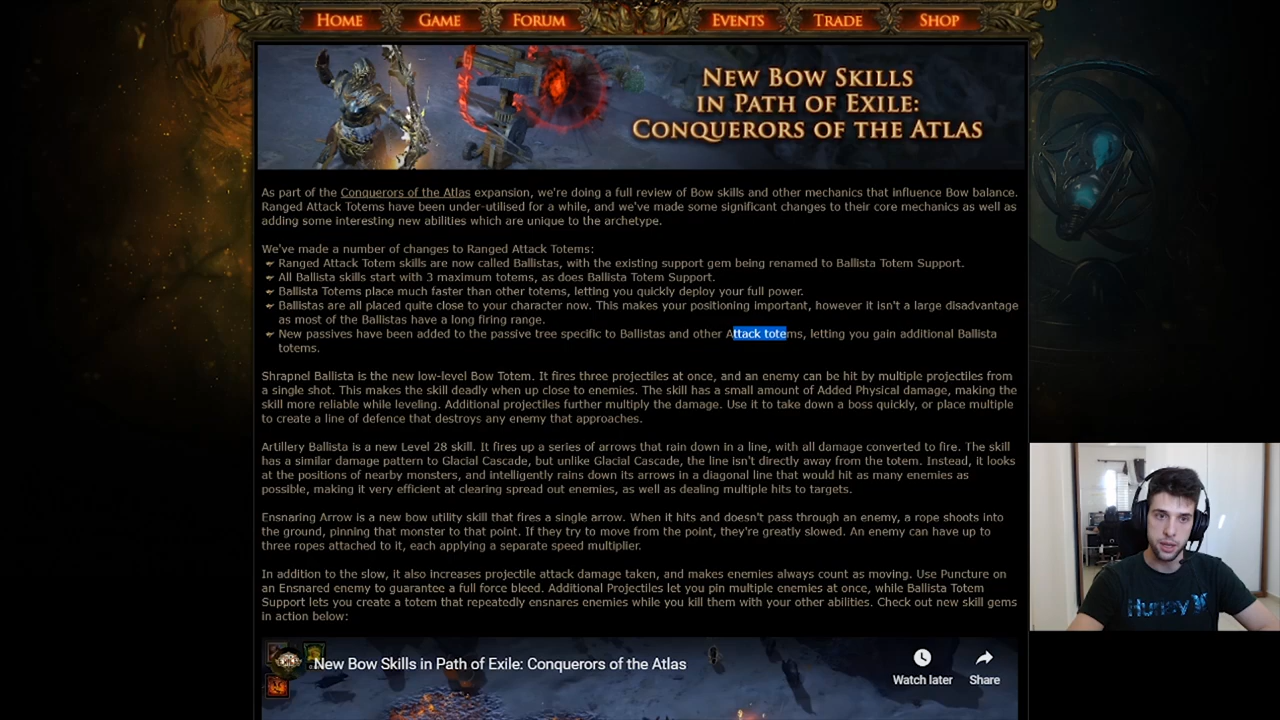 HOME GAME FORUM EVENTS TRADE SHOP
NEW BOW SKILLS
IN PATH OF EXILE:
CONQUERORS OF THE ATLAS
As part of the Conquerors of the Atlas expansion, we're doing a full review of Bow skills and other mechanics that influence Bow balance.
Ranged Attack Totems have been under-utilised for a while, and we've made some significant changes to their core mechanics as well as
adding some interesting new abilities which are unique to the archetype.
We've made a number of changes to Ranged Attack Totems:
Ranged Attack Totem skills are now called Ballistas, with the existing support gem being renamed to Ballista Totem Support.
All Ballista skills start with 3 maximum totems, as does Ballista Totem Support.
Ballista Totems place much faster than other totems, letting you quickly deploy your full power.
Ballistas are all placed quite close to your character now. This makes your positioning important, however it isn't a large disadvantage
as most of the Ballistas have a long firing range.
New passives have been added to the passive tree specific to Ballistas and other Attack totems, letting you gain additional Ballista
totems.
Shrapnel Ballista is the new low-level Bow Totem. It fires three projectiles at once, and an enemy can be hit by multiple projectiles from
a single shot. This makes the skill deadly when up close to enemies. The skill has a small amount of Added Physical damage, making the
skill more reliable while leveling. Additional projectiles further multiply the damage. Use it to take down a boss quickly, or place multiple
to create a line of defence that destroys any enemy that approaches.
Artillery Ballista is a new Level 28 skill. It fires up a series of arrows that rain down in a line, with all damage converted to fire. The skill
has a similar damage pattern to Glacial Cascade, but unlike Glacial Cascade, the line isn't directly away from the totem. Instead, it looks
at the positions of nearby monsters, and intelligently rains down its arrows in a diagonal line that would hit as many enemies as
possible, making it very efficient at clearing spread out enemies, as well as dealing multiple hits to targets.
Ensnaring Arrow is a new bow utility skill that fires a single arrow. When it hits and doesn't pass through an enemy, a rope shoots into
the ground, pinning that monster to that point. If they try to move from the point, they're greatly slowed. An enemy can have up to
three ropes attached to it, each applying a separate speed multiplier.
In addition to the slow, it also increases projectile attack damage taken, and makes enemies always count as moving. Use Puncture on
an Ensnared enemy to guarantee a full force bleed. Additional Projectiles let you pin multiple enemies at once, while Ballista Totem
Support lets you create a totem that repeatedly ensnares enemies while you kill them with your other abilities. Check out new skill gems
in action below:
New Bow Skills in Path of Exile: Conquerors of the Atlas
Watch later Share
Hurley